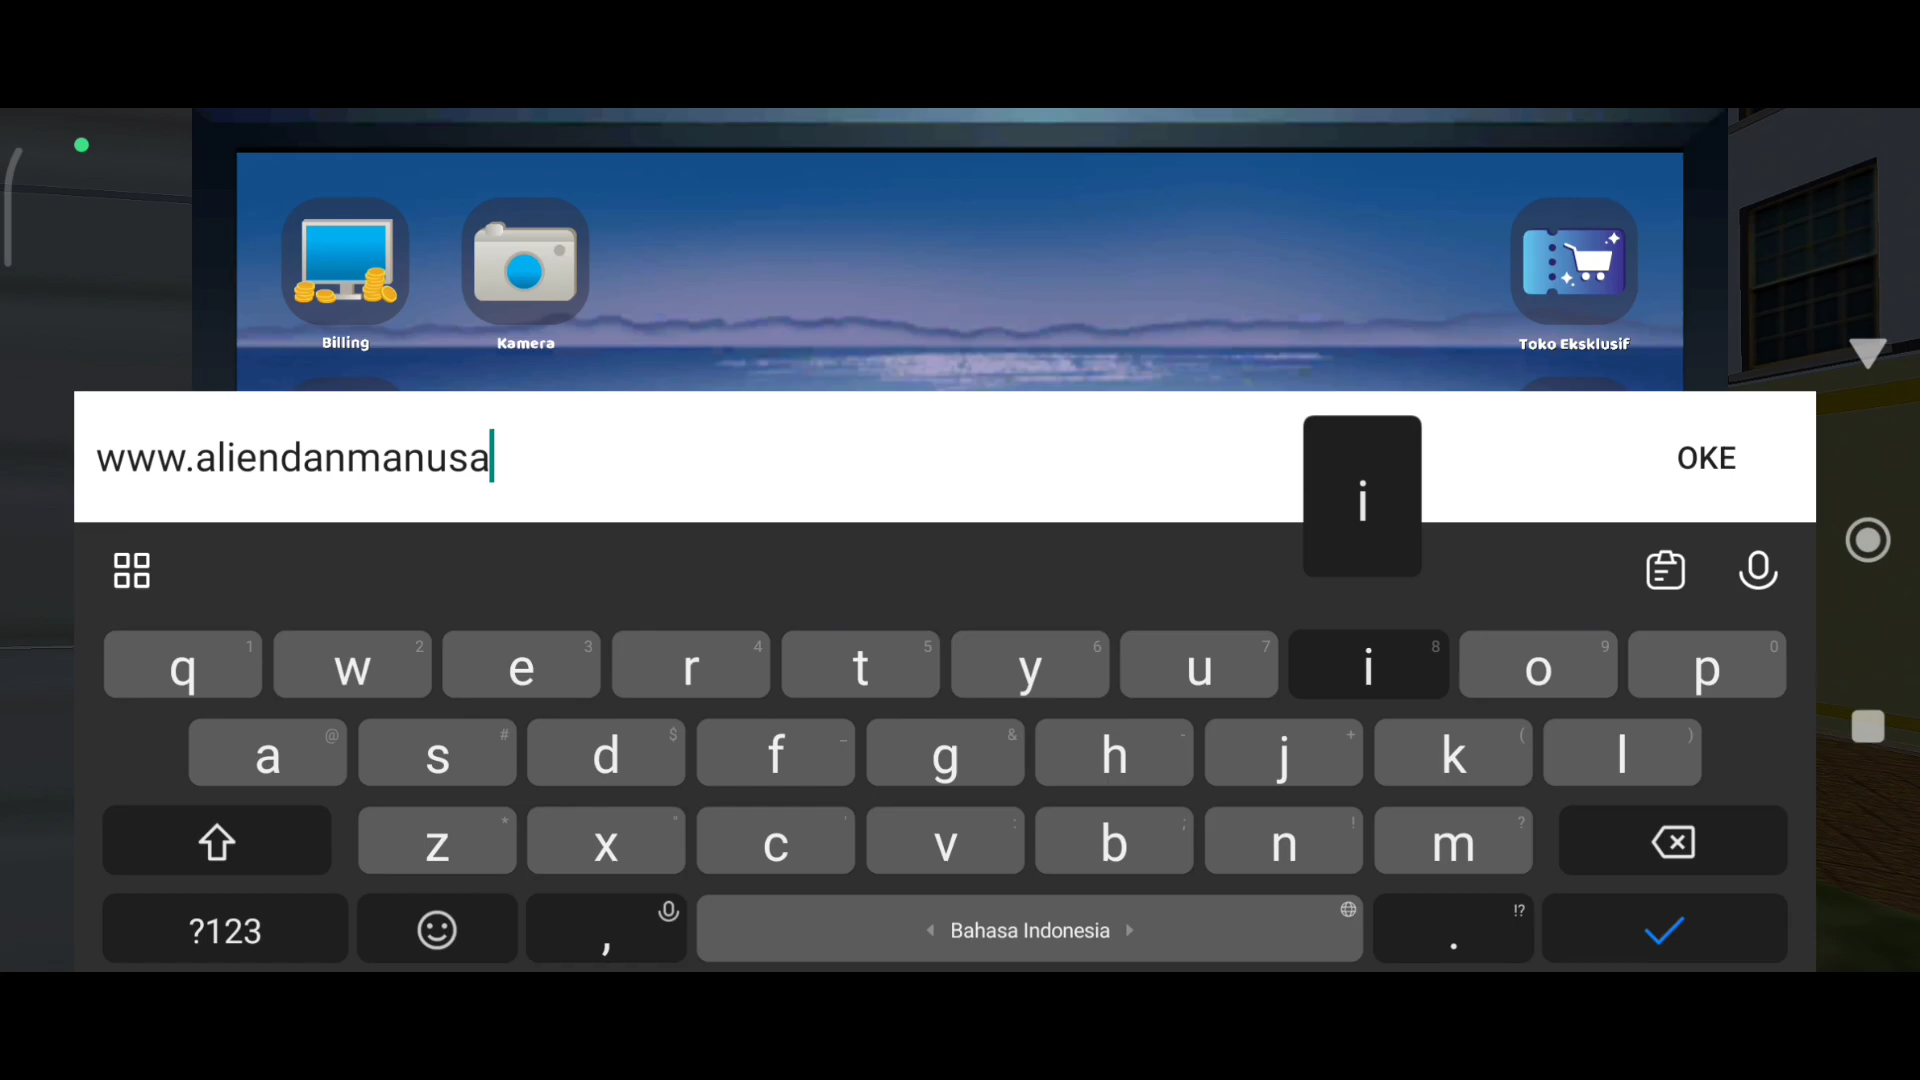 Billing
Kamera
Toko Eksklusif
www.aliendanmanusa
OKE
i
q 1 w 2 e 3 r 4 t 5 y 6 u 7 i 8 o 9 p 0
a @ s # d $ f _ g & h - j + k ( l )
z * x " c ' v : b ; n ! m ?
?123 , Bahasa Indonesia . !?